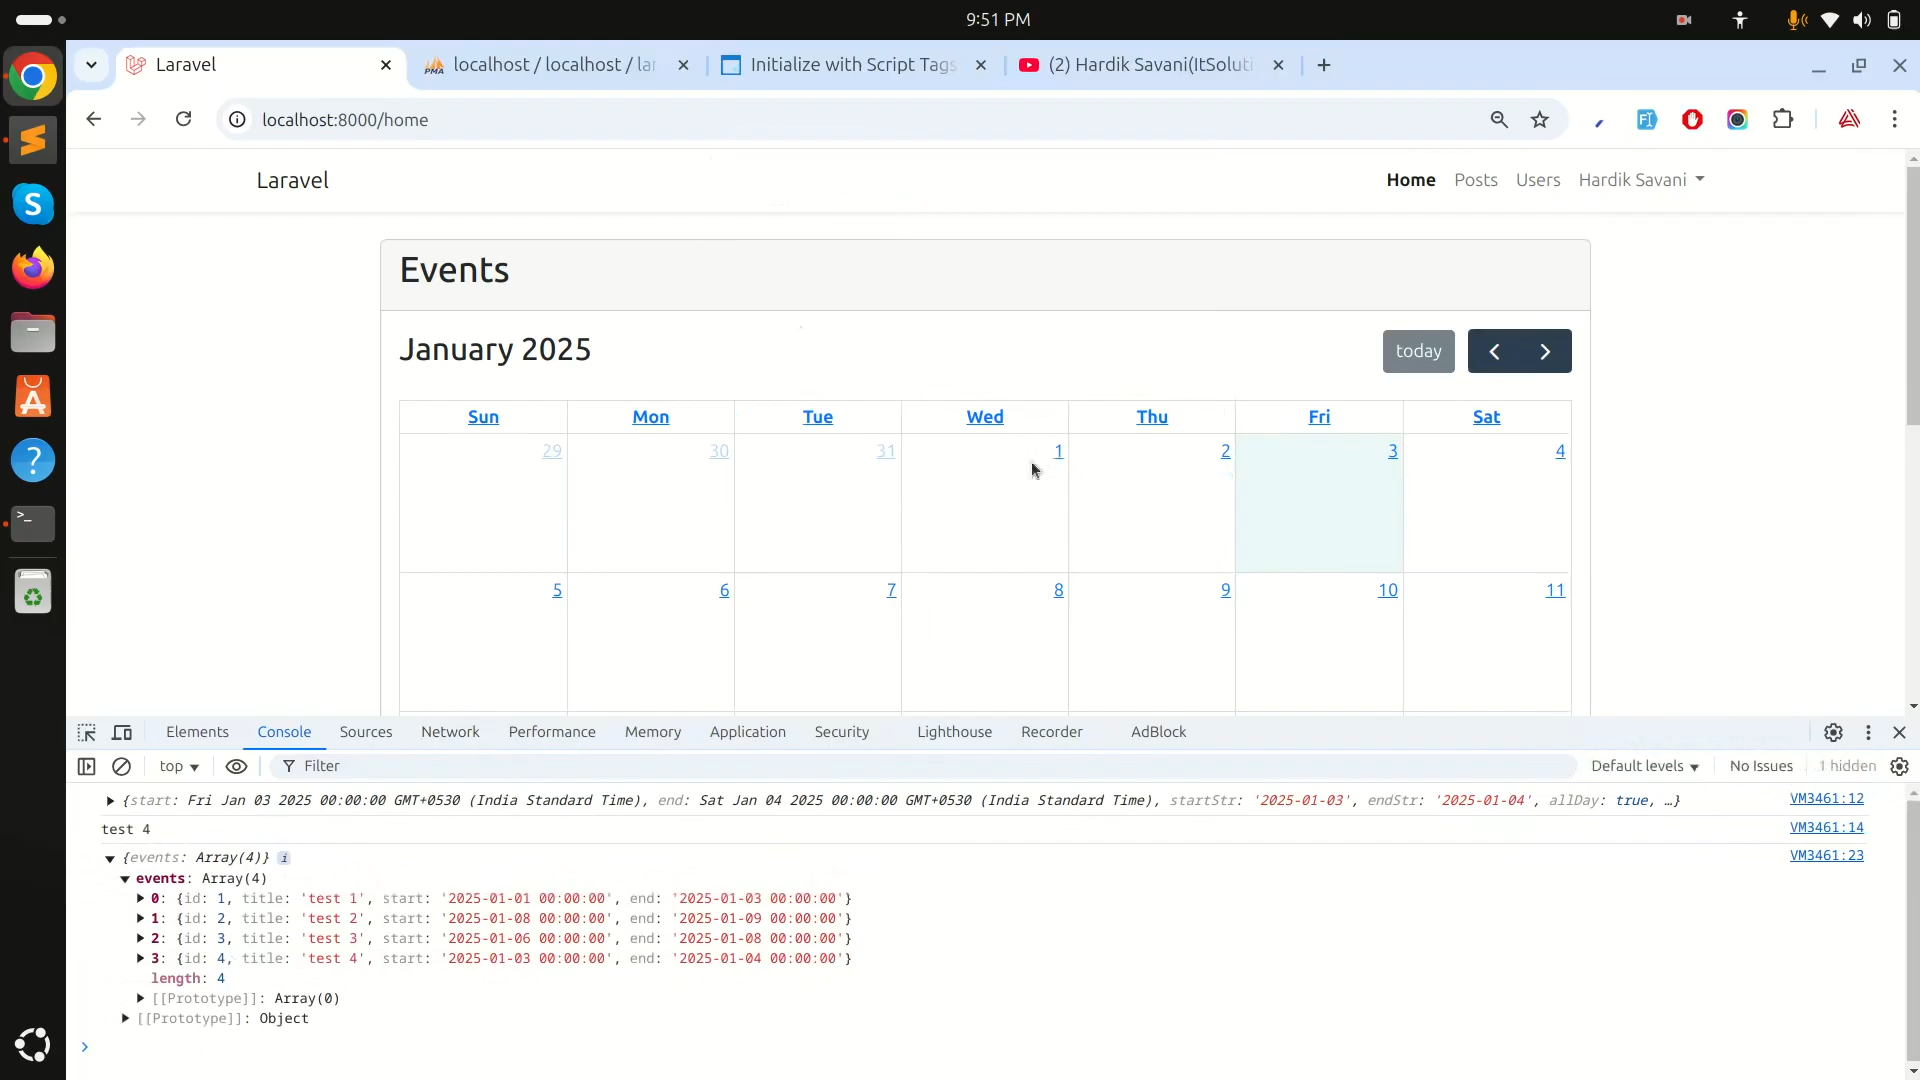 9:51 PM
Laravel
localhost / localhost / lar
Initialize with Script Tags
(2) Hardik Savani(ItSoluti
localhost:8000/home
Laravel
Home Posts Users Hardik Savani
Events
January 2025
today
Sun Mon Tue Wed Thu Fri Sat
29 30 31 1 2 3 4
5 6 7 8 9 10 11
Elements Console Sources Network Performance Memory Application Security Lighthouse Recorder AdBlock
top Filter Default levels No Issues 1 hidden
{start: Fri Jan 03 2025 00:00:00 GMT+0530 (India Standard Time), end: Sat Jan 04 2025 00:00:00 GMT+0530 (India Standard Time), startStr: '2025-01-03', endStr: '2025-01-04', allDay: true, …} VM3461:12
test 4 VM3461:14
{events: Array(4)} i VM3461:23
events: Array(4)
0: {id: 1, title: 'test 1', start: '2025-01-01 00:00:00', end: '2025-01-03 00:00:00'}
1: {id: 2, title: 'test 2', start: '2025-01-08 00:00:00', end: '2025-01-09 00:00:00'}
2: {id: 3, title: 'test 3', start: '2025-01-06 00:00:00', end: '2025-01-08 00:00:00'}
3: {id: 4, title: 'test 4', start: '2025-01-03 00:00:00', end: '2025-01-04 00:00:00'}
length: 4
[[Prototype]]: Array(0)
[[Prototype]]: Object